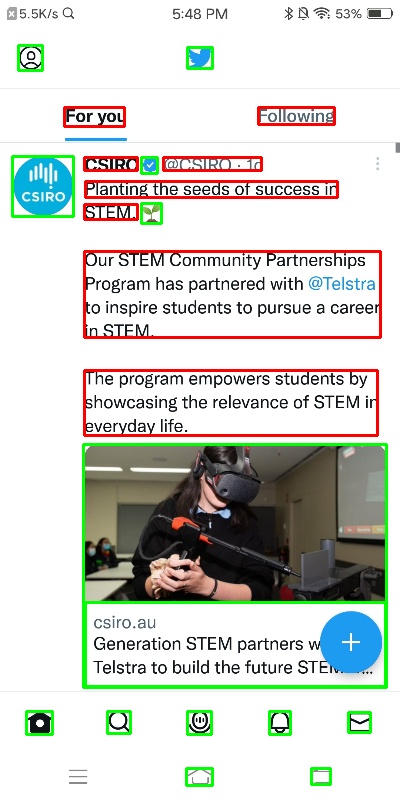 5.5K/s 5:48 PM 53%
For you Following
CSIRO @CSIRO · 1d
Planting the seeds of success in
STEM.
Our STEM Community Partnerships
Program has partnered with @Telstra
to inspire students to pursue a career
in STEM.
The program empowers students by
showcasing the relevance of STEM in
everyday life.
CSIRO
csiro.au
Generation STEM partners w
Telstra to build the future STEM